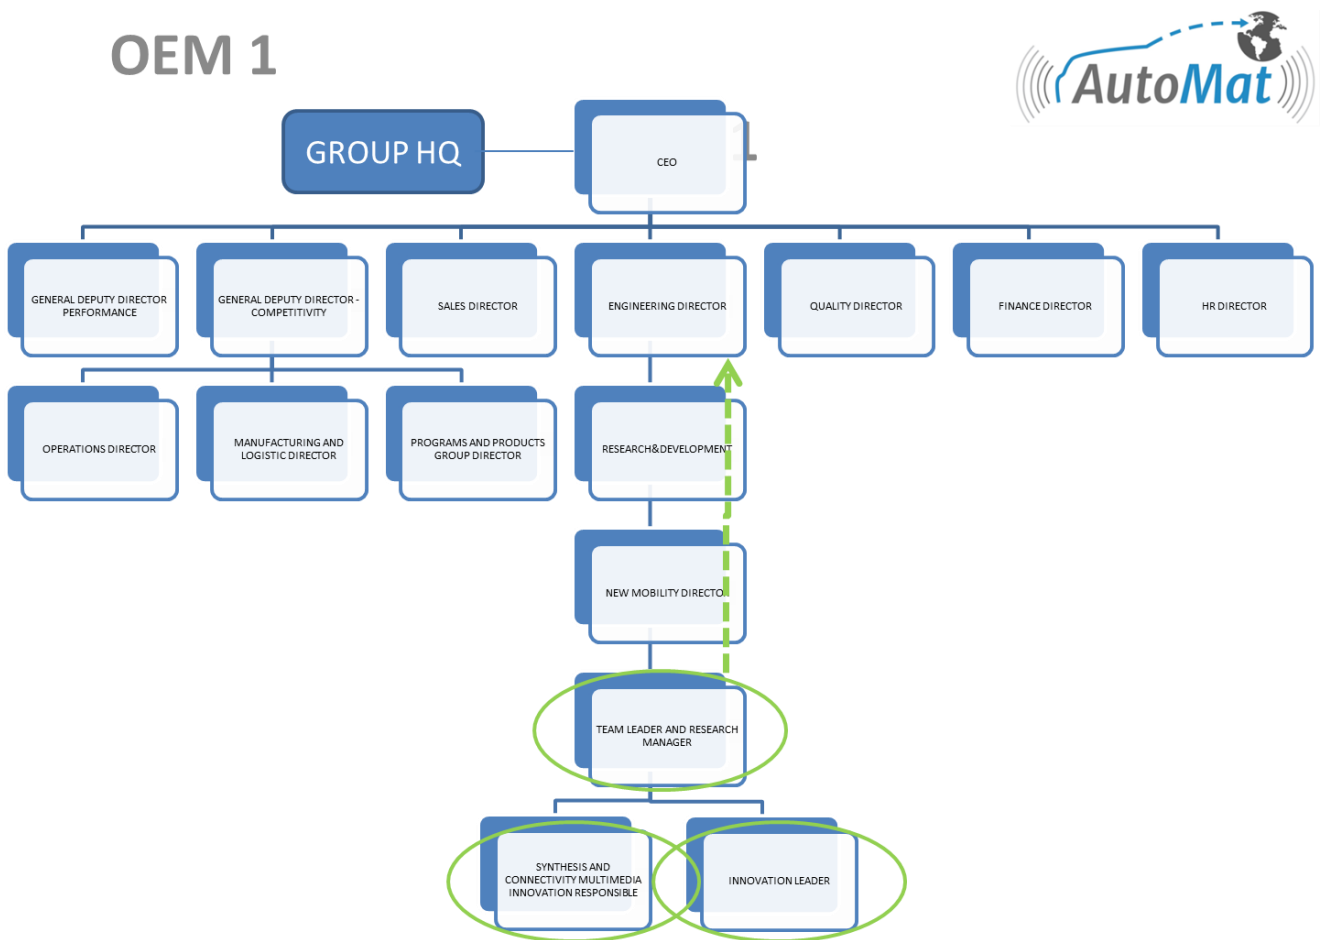 OEM 1
AutoMat
GROUP HQ
CEO
1
GENERAL DEPUTY DIRECTOR
PERFORMANCE
GENERAL DEPUTY DIRECTOR -
COMPETITIVITY
SALES DIRECTOR
ENGINEERING DIRECTOR
QUALITY DIRECTOR
FINANCE DIRECTOR
HR DIRECTOR
OPERATIONS DIRECTOR
MANUFACTURING AND
LOGISTIC DIRECTOR
PROGRAMS AND PRODUCTS
GROUP DIRECTOR
RESEARCH&DEVELOPMENT
NEW MOBILITY DIRECTOR
TEAM LEADER AND RESEARCH
MANAGER
SYNTHESIS AND
CONNECTIVITY MULTIMEDIA
INNOVATION RESPONSIBLE
INNOVATION LEADER